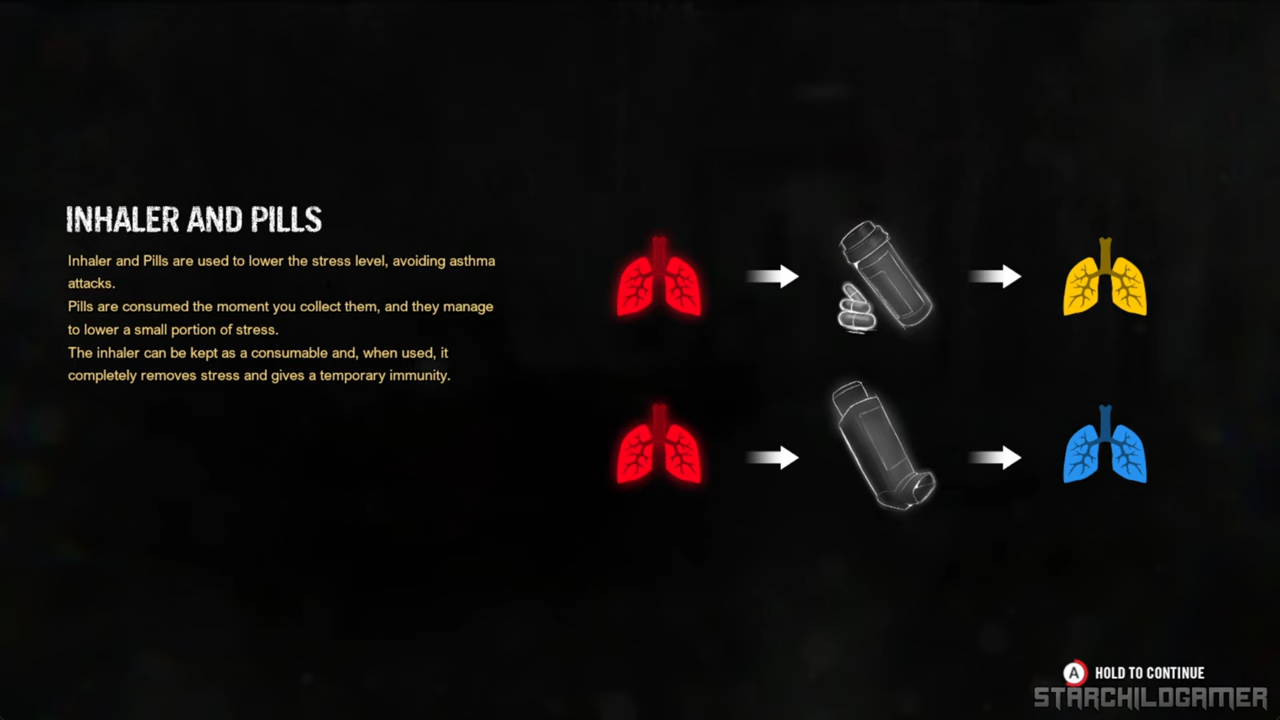 INHALER AND PILLS
Inhaler and Pills are used to lower the stress level, avoiding asthma
attacks.
Pills are consumed the moment you collect them, and they manage
to lower a small portion of stress.
The inhaler can be kept as a consumable and, when used, it
completely removes stress and gives a temporary immunity.
A HOLD TO CONTINUE
STARCHILDGAMER